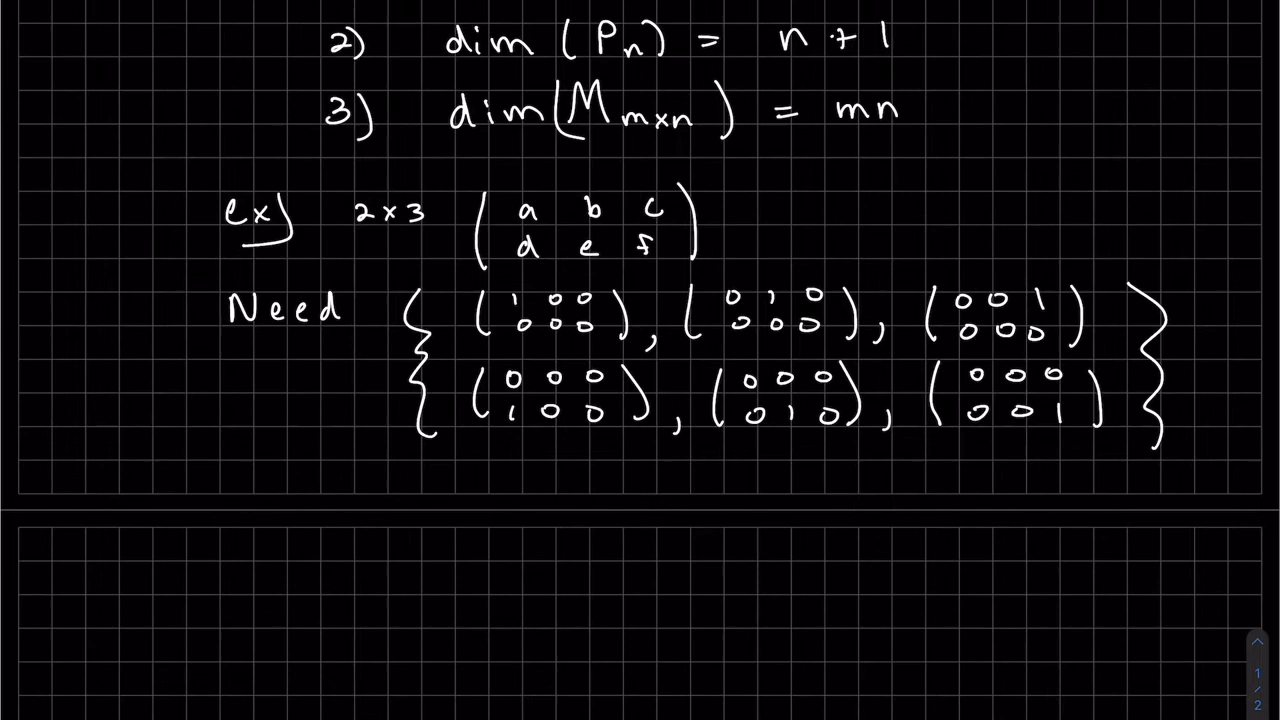 2) dim (Pn) = n + 1
3) dim(Mm×n) = mn
ex) 2×3 ( a b c
d e f )
Need { ( 1 0 0 ), ( 0 1 0 ), ( 0 0 1 )
0 0 0 0 0 0 0 0 0
( 0 0 0 ), ( 0 0 0 ), ( 0 0 0 ) }
1 0 0 0 1 0 0 0 1
1
/
2